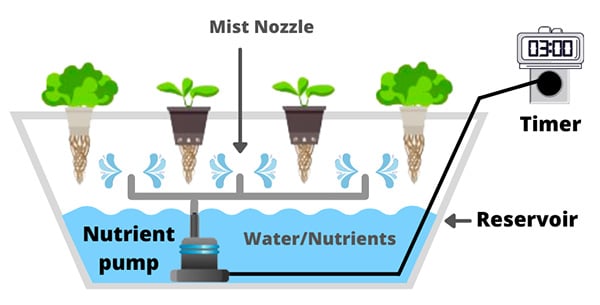 Mist Nozzle
03:00
Timer
Reservoir
Nutrient
pump
Water/Nutrients